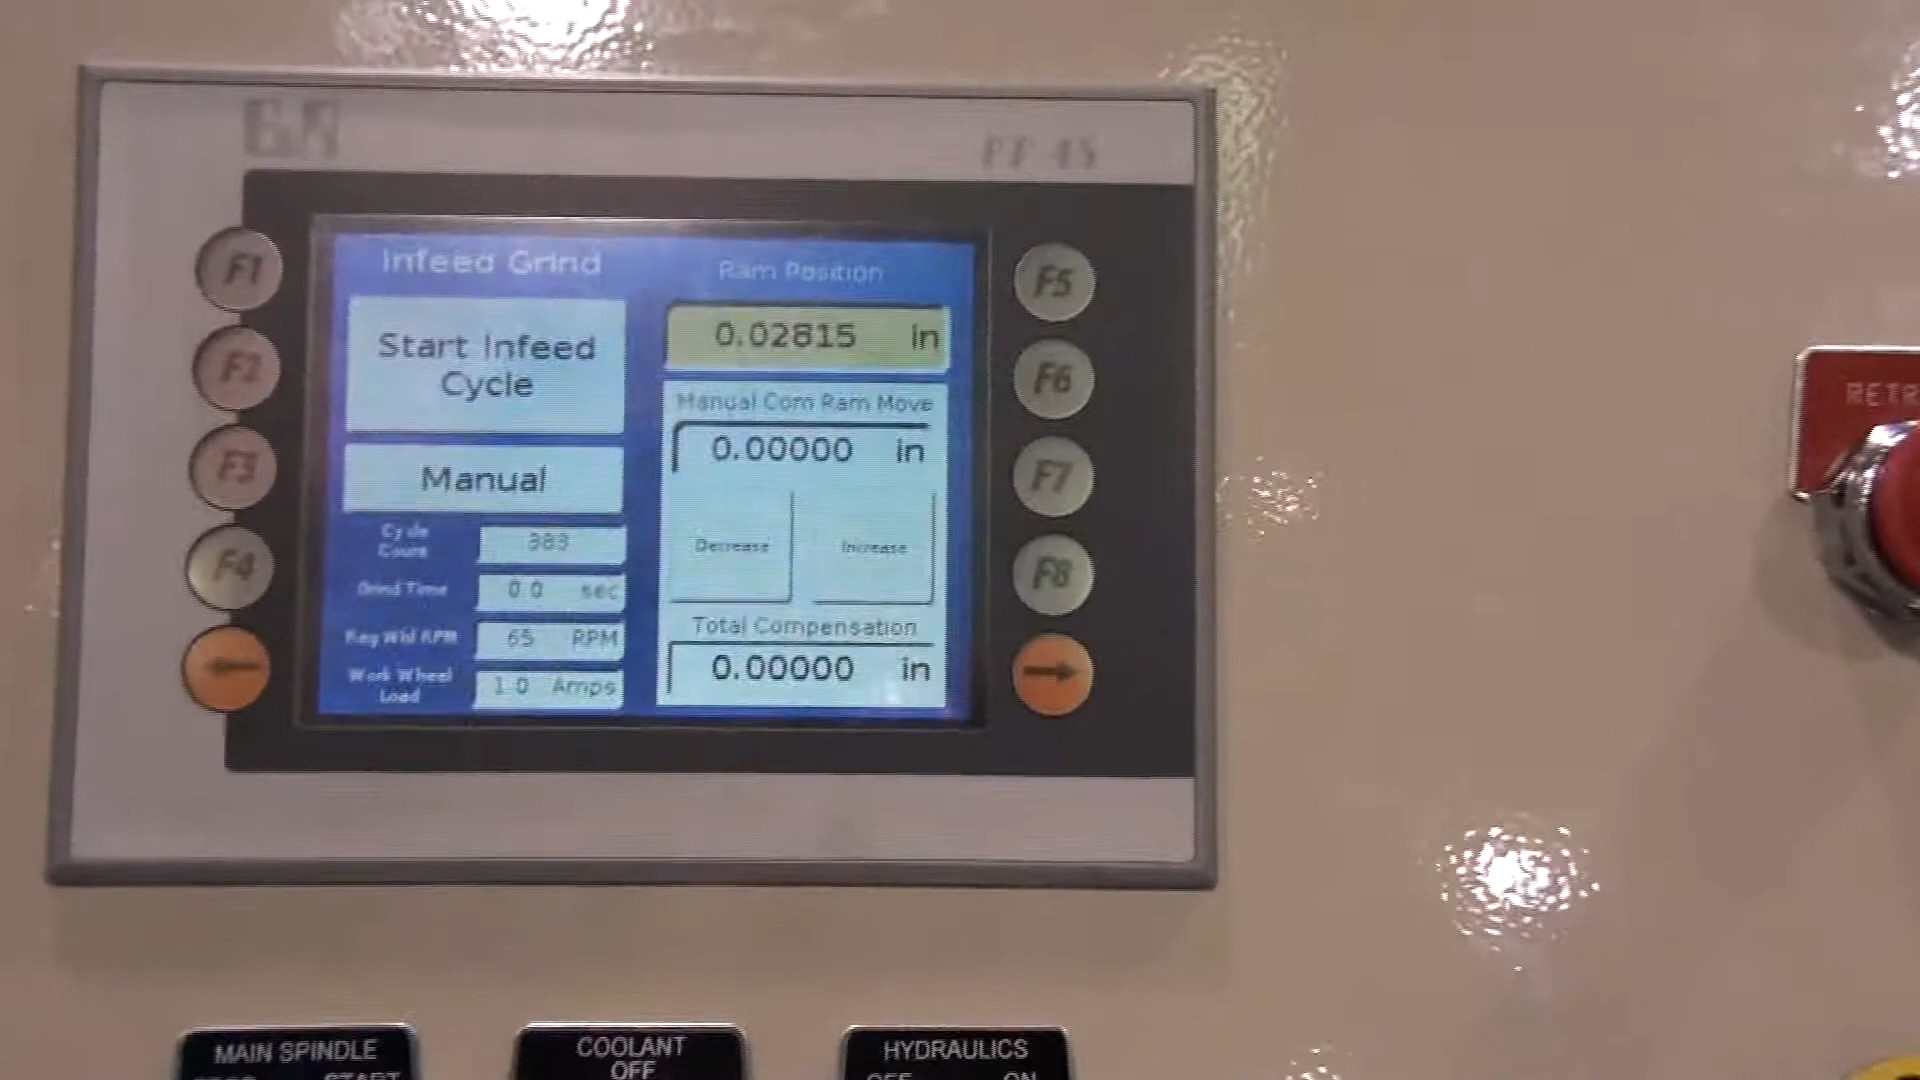 PP 45
F1
F2
F3
F4
F5
F6
F7
F8
Infeed Grind
Start Infeed
Cycle
Manual
Cycle
Count
383
Grind Time
0.0 sec
Reg Whl RPM
65 RPM
Work Wheel
Load
1.0 Amps
Ram Position
0.02815 in
Manual Com Ram Move
0.00000 in
Decrease
Increase
Total Compensation
0.00000 in
RETR
MAIN SPINDLE
START
COOLANT
OFF
HYDRAULICS
OFF ON